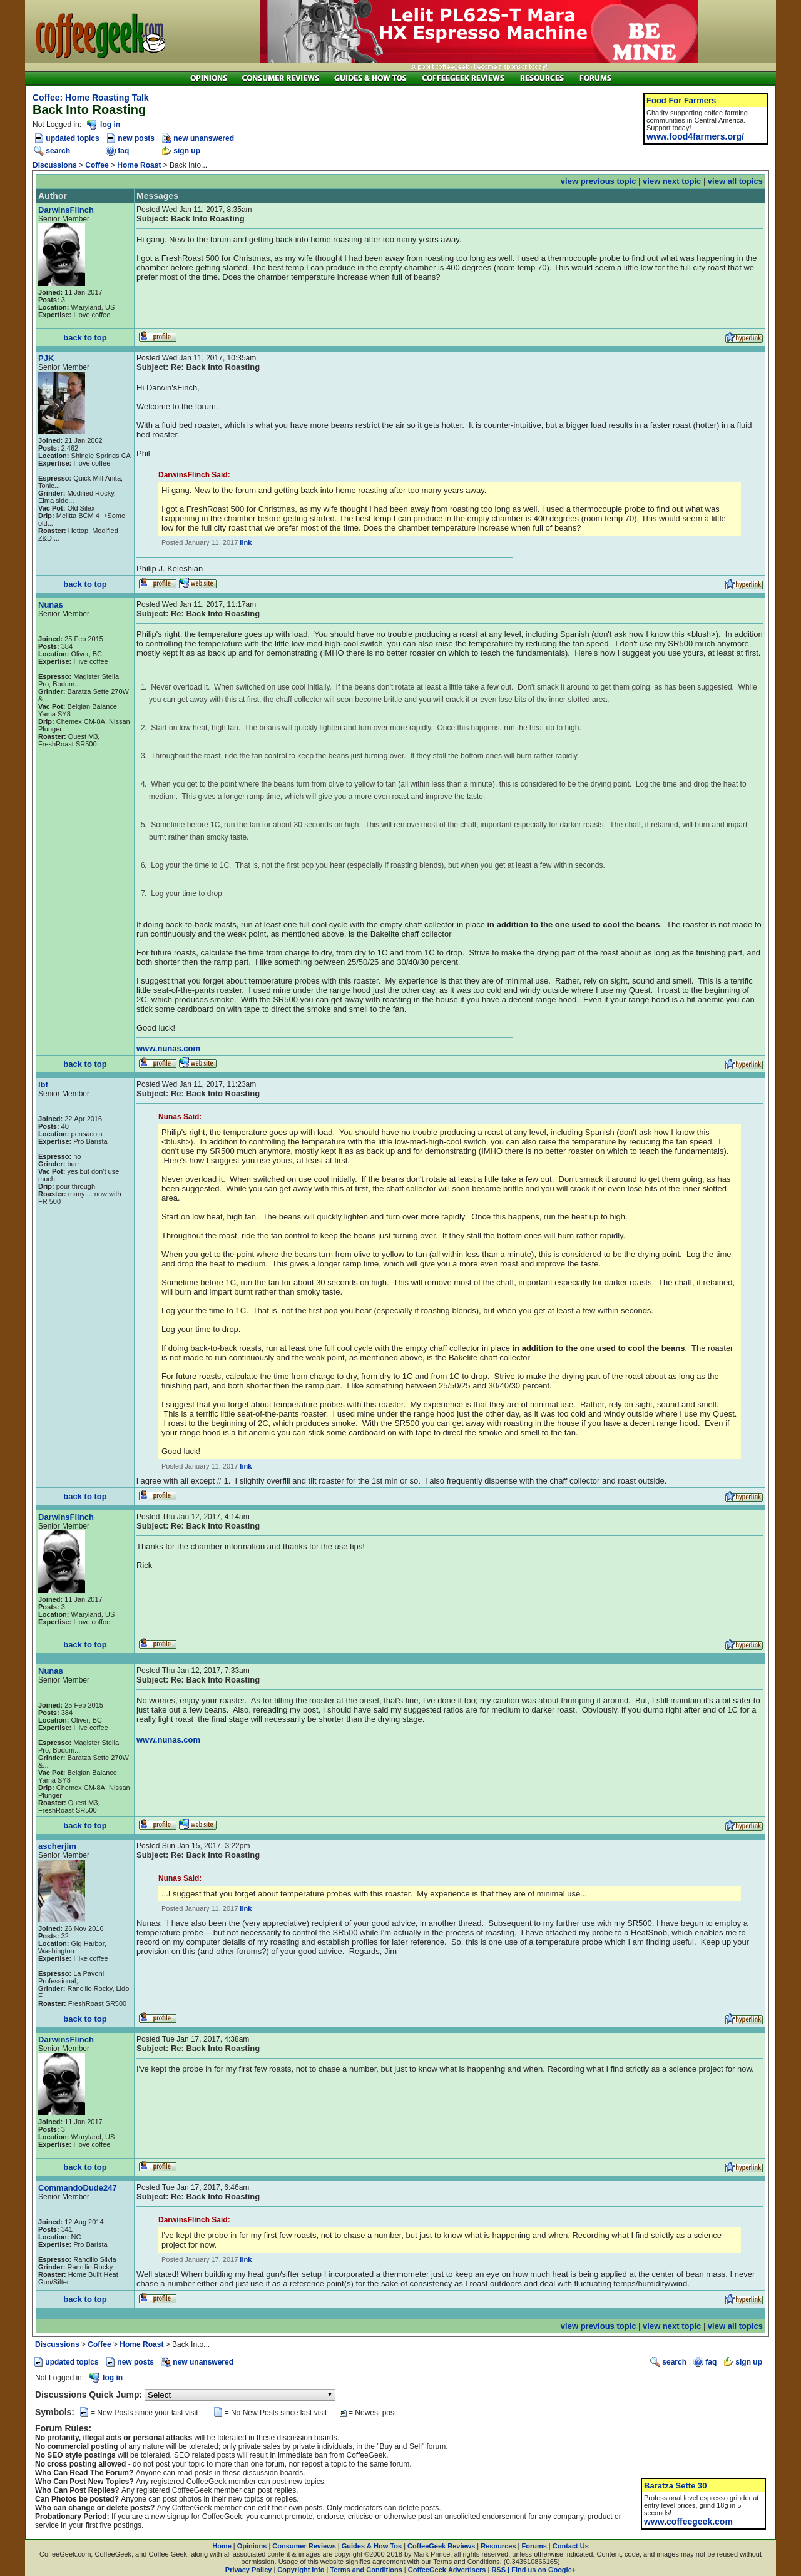 coffeegeek.com
Lelit PL62S-T Mara
HX Espresso Machine
BE
MINE
support coffeegeek - become a sponsor today!
OPINIONS CONSUMER REVIEWS GUIDES & HOW TOS COFFEEGEEK REVIEWS RESOURCES FORUMS
Coffee: Home Roasting Talk
Back Into Roasting
Not Logged in: log in
updated topics new posts new unanswered
search faq sign up
Food For Farmers
Charity supporting coffee farming
communities in Central America.
Support today!
www.food4farmers.org/
Discussions > Coffee > Home Roast > Back Into...
view previous topic | view next topic | view all topics
Author Messages
DarwinsFlinch
Senior Member
Joined: 11 Jan 2017
Posts: 3
Location: \Maryland, US
Expertise: I love coffee
Posted Wed Jan 11, 2017, 8:35am
Subject: Back Into Roasting
Hi gang. New to the forum and getting back into home roasting after too many years away.
I got a FreshRoast 500 for Christmas, as my wife thought I had been away from roasting too long as well. I used a thermocouple probe to find out what was happening in the
chamber before getting started. The best temp I can produce in the empty chamber is 400 degrees (room temp 70). This would seem a little low for the full city roast that we
prefer most of the time. Does the chamber temperature increase when full of beans?
back to top profile hyperlink
PJK
Senior Member
Joined: 21 Jan 2002
Posts: 2,462
Location: Shingle Springs CA
Expertise: I love coffee
Espresso: Quick Mill Anita,
Tonic...
Grinder: Modified Rocky,
Elma side...
Vac Pot: Old Silex
Drip: Melitta BCM 4 +Some
old...
Roaster: Hottop, Modified
Z&D,...
Posted Wed Jan 11, 2017, 10:35am
Subject: Re: Back Into Roasting
Hi Darwin'sFinch,
Welcome to the forum.
With a fluid bed roaster, which is what you have more beans restrict the air so it gets hotter. It is counter-intuitive, but a bigger load results in a faster roast (hotter) in a fluid
bed roaster.
Phil
DarwinsFlinch Said:
Hi gang. New to the forum and getting back into home roasting after too many years away.
I got a FreshRoast 500 for Christmas, as my wife thought I had been away from roasting too long as well. I used a thermocouple probe to find out what was
happening in the chamber before getting started. The best temp I can produce in the empty chamber is 400 degrees (room temp 70). This would seem a little
low for the full city roast that we prefer most of the time. Does the chamber temperature increase when full of beans?
Posted January 11, 2017 link
Philip J. Keleshian
back to top profile web site hyperlink
Nunas
Senior Member
Joined: 25 Feb 2015
Posts: 384
Location: Oliver, BC
Expertise: I live coffee
Espresso: Magister Stella
Pro, Bodum...
Grinder: Baratza Sette 270W
&...
Vac Pot: Belgian Balance,
Yama SY8
Drip: Chemex CM-8A, Nissan
Plunger
Roaster: Quest M3,
FreshRoast SR500
Posted Wed Jan 11, 2017, 11:17am
Subject: Re: Back Into Roasting
Philip's right, the temperature goes up with load. You should have no trouble producing a roast at any level, including Spanish (don't ask how I know this <blush>). In addition
to controlling the temperature with the little low-med-high-cool switch, you can also raise the temperature by reducing the fan speed. I don't use my SR500 much anymore,
mostly kept it as as back up and for demonstrating (IMHO there is no better roaster on which to teach the fundamentals). Here's how I suggest you use yours, at least at first.
1. Never overload it. When switched on use cool initially. If the beans don't rotate at least a little take a few out. Don't smack it around to get them going, as has been suggested. While
you can get away with this at first, the chaff collector will soon become brittle and you will crack it or even lose bits of the inner slotted area.
2. Start on low heat, high fan. The beans will quickly lighten and turn over more rapidly. Once this happens, run the heat up to high.
3. Throughout the roast, ride the fan control to keep the beans just turning over. If they stall the bottom ones will burn rather rapidly.
4. When you get to the point where the beans turn from olive to yellow to tan (all within less than a minute), this is considered to be the drying point. Log the time and drop the heat to
medium. This gives a longer ramp time, which will give you a more even roast and improve the taste.
5. Sometime before 1C, run the fan for about 30 seconds on high. This will remove most of the chaff, important especially for darker roasts. The chaff, if retained, will burn and impart
burnt rather than smoky taste.
6. Log your the time to 1C. That is, not the first pop you hear (especially if roasting blends), but when you get at least a few within seconds.
7. Log your time to drop.
If doing back-to-back roasts, run at least one full cool cycle with the empty chaff collector in place in addition to the one used to cool the beans. The roaster is not made to
run continuously and the weak point, as mentioned above, is the Bakelite chaff collector
For future roasts, calculate the time from charge to dry, from dry to 1C and from 1C to drop. Strive to make the drying part of the roast about as long as the finishing part, and
both shorter then the ramp part. I like something between 25/50/25 and 30/40/30 percent.
I suggest that you forget about temperature probes with this roaster. My experience is that they are of minimal use. Rather, rely on sight, sound and smell. This is a terrific
little seat-of-the-pants roaster. I used mine under the range hood just the other day, as it was too cold and windy outside where I use my Quest. I roast to the beginning of
2C, which produces smoke. With the SR500 you can get away with roasting in the house if you have a decent range hood. Even if your range hood is a bit anemic you can
stick some cardboard on with tape to direct the smoke and smell to the fan.
Good luck!
www.nunas.com
back to top profile web site hyperlink
lbf
Senior Member
Joined: 22 Apr 2016
Posts: 40
Location: pensacola
Expertise: Pro Barista
Espresso: no
Grinder: burr
Vac Pot: yes but don't use
much
Drip: pour through
Roaster: many ... now with
FR 500
Posted Wed Jan 11, 2017, 11:23am
Subject: Re: Back Into Roasting
Nunas Said:
Philip's right, the temperature goes up with load. You should have no trouble producing a roast at any level, including Spanish (don't ask how I know this
<blush>). In addition to controlling the temperature with the little low-med-high-cool switch, you can also raise the temperature by reducing the fan speed. I
don't use my SR500 much anymore, mostly kept it as as back up and for demonstrating (IMHO there is no better roaster on which to teach the fundamentals).
Here's how I suggest you use yours, at least at first.
Never overload it. When switched on use cool initially. If the beans don't rotate at least a little take a few out. Don't smack it around to get them going, as has
been suggested. While you can get away with this at first, the chaff collector will soon become brittle and you will crack it or even lose bits of the inner slotted
area.
Start on low heat, high fan. The beans will quickly lighten and turn over more rapidly. Once this happens, run the heat up to high.
Throughout the roast, ride the fan control to keep the beans just turning over. If they stall the bottom ones will burn rather rapidly.
When you get to the point where the beans turn from olive to yellow to tan (all within less than a minute), this is considered to be the drying point. Log the time
and drop the heat to medium. This gives a longer ramp time, which will give you a more even roast and improve the taste.
Sometime before 1C, run the fan for about 30 seconds on high. This will remove most of the chaff, important especially for darker roasts. The chaff, if retained,
will burn and impart burnt rather than smoky taste.
Log your the time to 1C. That is, not the first pop you hear (especially if roasting blends), but when you get at least a few within seconds.
Log your time to drop.
If doing back-to-back roasts, run at least one full cool cycle with the empty chaff collector in place in addition to the one used to cool the beans. The roaster
is not made to run continuously and the weak point, as mentioned above, is the Bakelite chaff collector
For future roasts, calculate the time from charge to dry, from dry to 1C and from 1C to drop. Strive to make the drying part of the roast about as long as the
finishing part, and both shorter then the ramp part. I like something between 25/50/25 and 30/40/30 percent.
I suggest that you forget about temperature probes with this roaster. My experience is that they are of minimal use. Rather, rely on sight, sound and smell.
This is a terrific little seat-of-the-pants roaster. I used mine under the range hood just the other day, as it was too cold and windy outside where I use my Quest.
I roast to the beginning of 2C, which produces smoke. With the SR500 you can get away with roasting in the house if you have a decent range hood. Even if
your range hood is a bit anemic you can stick some cardboard on with tape to direct the smoke and smell to the fan.
Good luck!
Posted January 11, 2017 link
i agree with all except # 1. I slightly overfill and tilt roaster for the 1st min or so. I also frequently dispense with the chaff collector and roast outside.
back to top profile hyperlink
DarwinsFlinch
Senior Member
Joined: 11 Jan 2017
Posts: 3
Location: \Maryland, US
Expertise: I love coffee
Posted Thu Jan 12, 2017, 4:14am
Subject: Re: Back Into Roasting
Thanks for the chamber information and thanks for the use tips!
Rick
back to top profile hyperlink
Nunas
Senior Member
Joined: 25 Feb 2015
Posts: 384
Location: Oliver, BC
Expertise: I live coffee
Espresso: Magister Stella
Pro, Bodum...
Grinder: Baratza Sette 270W
&...
Vac Pot: Belgian Balance,
Yama SY8
Drip: Chemex CM-8A, Nissan
Plunger
Roaster: Quest M3,
FreshRoast SR500
Posted Thu Jan 12, 2017, 7:33am
Subject: Re: Back Into Roasting
No worries, enjoy your roaster. As for tilting the roaster at the onset, that's fine, I've done it too; my caution was about thumping it around. But, I still maintain it's a bit safer to
just take out a few beans. Also, rereading my post, I should have said my suggested ratios are for medium to darker roast. Obviously, if you dump right after end of 1C for a
really light roast the final stage will necessarily be shorter than the drying stage.
www.nunas.com
back to top profile web site hyperlink
ascherjim
Senior Member
Joined: 26 Nov 2016
Posts: 32
Location: Gig Harbor,
Washington
Expertise: I like coffee
Espresso: La Pavoni
Professional,...
Grinder: Rancilio Rocky, Lido
E
Roaster: FreshRoast SR500
Posted Sun Jan 15, 2017, 3:22pm
Subject: Re: Back Into Roasting
Nunas Said:
...I suggest that you forget about temperature probes with this roaster. My experience is that they are of minimal use...
Posted January 11, 2017 link
Nunas: I have also been the (very appreciative) recipient of your good advice, in another thread. Subsequent to my further use with my SR500, I have begun to employ a
temperature probe -- but not necessarily to control the SR500 while I'm actually in the process of roasting. I have attached my probe to a HeatSnob, which enables me to
record on my computer details of my roasting and establish profiles for later reference. So, this is one use of a temperature probe which I am finding useful. Keep up your
provision on this (and other forums?) of your good advice. Regards, Jim
back to top profile hyperlink
DarwinsFlinch
Senior Member
Joined: 11 Jan 2017
Posts: 3
Location: \Maryland, US
Expertise: I love coffee
Posted Tue Jan 17, 2017, 4:38am
Subject: Re: Back Into Roasting
I've kept the probe in for my first few roasts, not to chase a number, but just to know what is happening and when. Recording what I find strictly as a science project for now.
back to top profile hyperlink
CommandoDude247
Senior Member
Joined: 12 Aug 2014
Posts: 341
Location: NC
Expertise: Pro Barista
Espresso: Rancilio Silvia
Grinder: Rancilio Rocky
Roaster: Home Built Heat
Gun/Sifter
Posted Tue Jan 17, 2017, 6:46am
Subject: Re: Back Into Roasting
DarwinsFlinch Said:
I've kept the probe in for my first few roasts, not to chase a number, but just to know what is happening and when. Recording what I find strictly as a science
project for now.
Posted January 17, 2017 link
Well stated! When building my heat gun/sifter setup I incorporated a thermometer just to keep an eye on how much heat is being applied at the center of bean mass. I never
chase a number either and just use it as a reference point(s) for the sake of consistency as I roast outdoors and deal with fluctuating temps/humidity/wind.
back to top profile hyperlink
view previous topic | view next topic | view all topics
Discussions > Coffee > Home Roast > Back Into...
updated topics new posts new unanswered search faq sign up
Not Logged in: log in
Discussions Quick Jump: Select
Symbols: = New Posts since your last visit = No New Posts since last visit = Newest post
Forum Rules:
No profanity, illegal acts or personal attacks will be tolerated in these discussion boards.
No commercial posting of any nature will be tolerated; only private sales by private individuals, in the "Buy and Sell" forum.
No SEO style postings will be tolerated. SEO related posts will result in immediate ban from CoffeeGeek.
No cross posting allowed - do not post your topic to more than one forum, nor repost a topic to the same forum.
Who Can Read The Forum? Anyone can read posts in these discussion boards.
Who Can Post New Topics? Any registered CoffeeGeek member can post new topics.
Who Can Post Replies? Any registered CoffeeGeek member can post replies.
Can Photos be posted? Anyone can post photos in their new topics or replies.
Who can change or delete posts? Any CoffeeGeek member can edit their own posts. Only moderators can delete posts.
Probationary Period: If you are a new signup for CoffeeGeek, you cannot promote, endorse, criticise or otherwise post an unsolicited endorsement for any company, product or
service in your first five postings.
Baratza Sette 30
Professional level espresso grinder at
entry level prices, grind 18g in 5
seconds!
www.coffeegeek.com
Home | Opinions | Consumer Reviews | Guides & How Tos | CoffeeGeek Reviews | Resources | Forums | Contact Us
CoffeeGeek.com, CoffeeGeek, and Coffee Geek, along with all associated content & images are copyright ©2000-2018 by Mark Prince, all rights reserved, unless otherwise indicated. Content, code, and images may not be reused without
permission. Usage of this website signifies agreement with our Terms and Conditions. (0.343510866165)
Privacy Policy | Copyright Info | Terms and Conditions | CoffeeGeek Advertisers | RSS | Find us on Google+